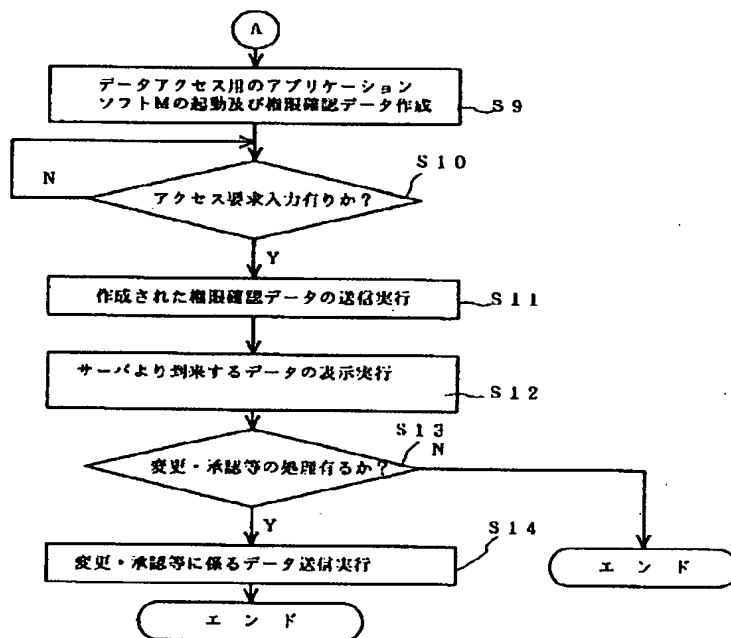 A
データアクセス用のアプリケーション
ソフトMの起動及び権限確認データ作成
S9
S10
N
アクセス要求入力有りか？
Y
作成された権限確認データの送信実行
S11
サーバより到来するデータの表示実行
S12
S13
N
変更・承認等の処理有るか？
Y
S14
変更・承認等に係るデータ送信実行
エンド
エンド